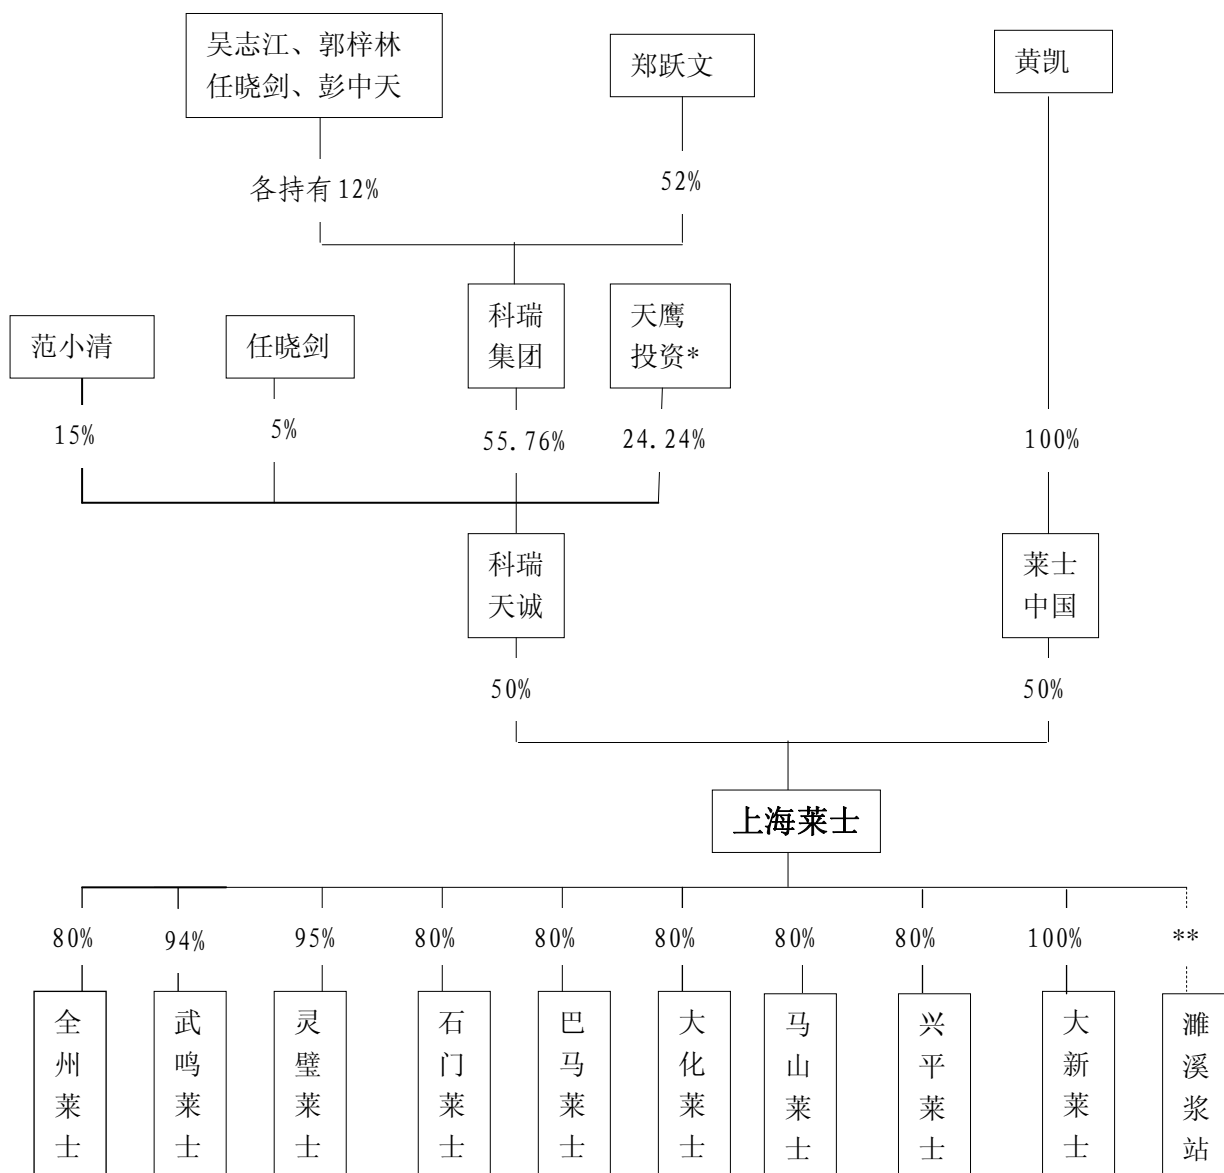 吴志江、郭梓林
任晓剑、彭中天
郑跃文
黄凯
各持有12%
52%
科瑞
集团
天鹰
投资*
范小清
任晓剑
15%
5%
55.76%
24.24%
100%
科瑞
天诚
莱士
中国
50%
50%
上海莱士
80%
94%
95%
80%
80%
80%
80%
80%
100%
**
全州莱士
武鸣莱士
灵璧莱士
石门莱士
巴马莱士
大化莱士
马山莱士
兴平莱士
大新莱士
濉溪浆站